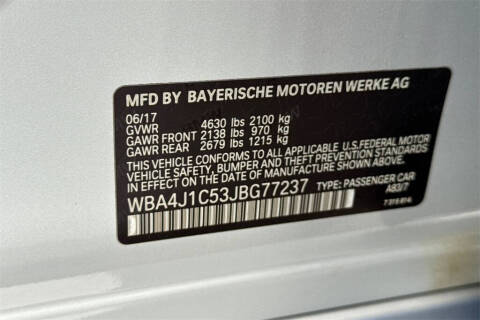 MFD BY BAYERISCHE MOTOREN WERKE AG
06/17
GVWR 4630 lbs 2100 kg
GAWR FRONT 2138 lbs 970 kg
GAWR REAR 2679 lbs 1215 kg
THIS VEHICLE CONFORMS TO ALL APPLICABLE U.S.FEDERAL MOTOR
VEHICLE SAFETY, BUMPER AND THEFT PREVENTION
STANDARDS IN EFFECT ON THE DATE OF MANUFACTURE SHOWN ABOVE.
WBA4J1C53JBG77237 TYPE: PASSENGER CAR
A83/7